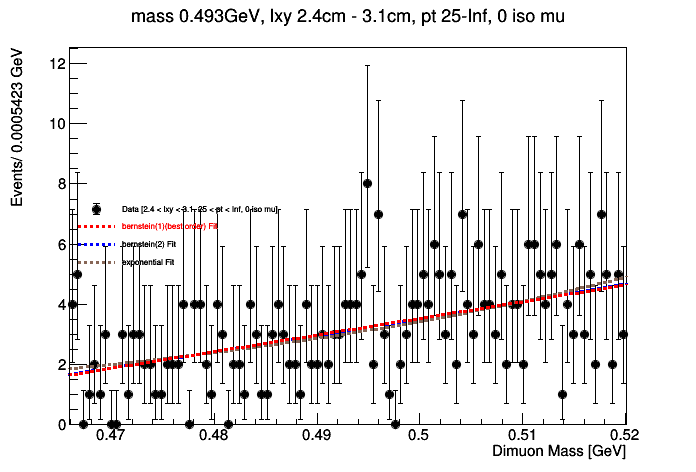 mass 0.493GeV, lxy 2.4cm - 3.1cm, pt 25-Inf, 0 iso mu
Events/ 0.0005423 GeV
12
10
8
6
4
2
0
Data [2.4 < lxy < 3.1, 25 < pt < Inf, 0 iso mu]
bernstein(1)(best order) Fit
bernstein(2) Fit
exponential Fit
0.47 0.48 0.49 0.5 0.51 0.52
Dimuon Mass [GeV]